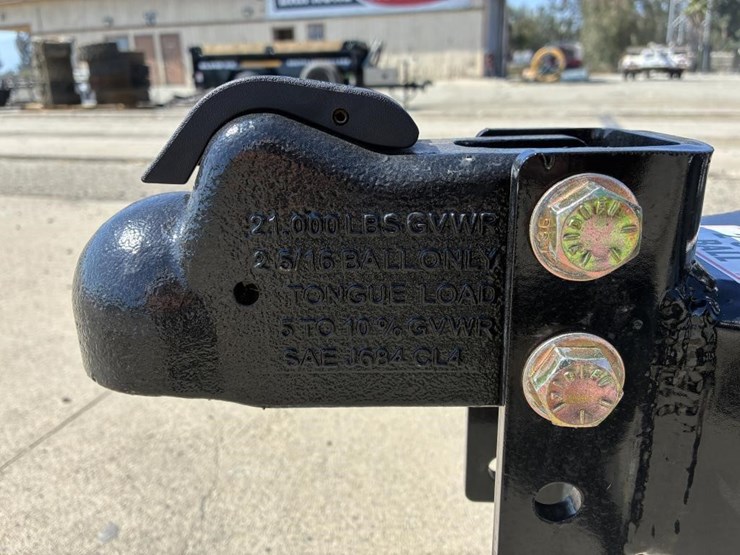 21,000 LBS GVWR
2 5/16 BALL ONLY
TONGUE LOAD
5 TO 10% GVWR
SAE J684 CL4